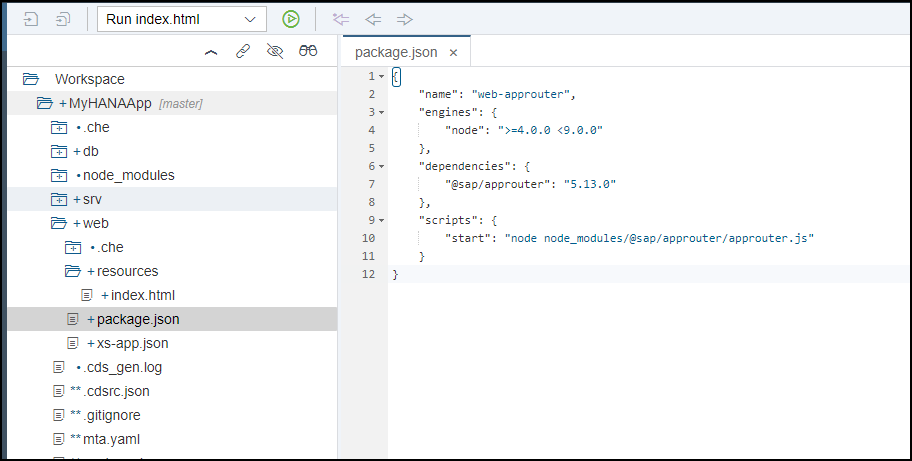 Run index.html
package.json ×
Workspace
+ MyHANAApp [master]
• .che
+ db
• node_modules
+ srv
+ web
• .che
+ resources
+ index.html
+ package.json
+ xs-app.json
• .cds_gen.log
** .cdsrc.json
** .gitignore
** mta.yaml
1 {
2 "name": "web-approuter",
3 "engines": {
4 "node": ">=4.0.0 <9.0.0"
5 },
6 "dependencies": {
7 "@sap/approuter": "5.13.0"
8 },
9 "scripts": {
10 "start": "node node_modules/@sap/approuter/approuter.js"
11 }
12 }